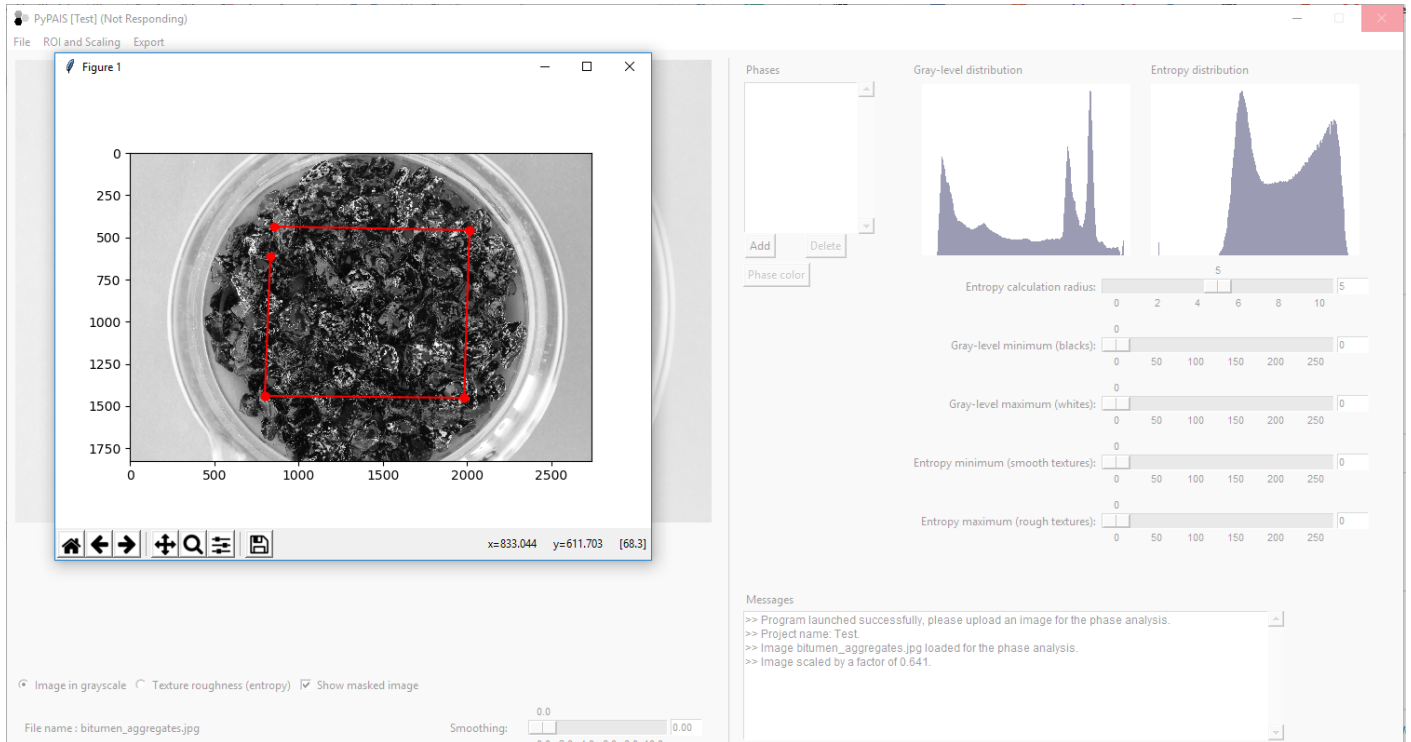 PyPAIS [Test] (Not Responding)
File ROI and Scaling Export
Figure 1
0
250
500
750
1000
1250
1500
1750
0 500 1000 1500 2000 2500
x=833.044 y=611.703 [68.3]
Phases
Add Delete
Phase color
Gray-level distribution
Entropy distribution
5
Entropy calculation radius: 5
0 2 4 6 8 10
0
Gray-level minimum (blacks): 0
0 50 100 150 200 250
0
Gray-level maximum (whites): 0
0 50 100 150 200 250
0
Entropy minimum (smooth textures): 0
0 50 100 150 200 250
0
Entropy maximum (rough textures): 0
0 50 100 150 200 250
Messages
>> Program launched successfully, please upload an image for the phase analysis.
>> Project name: Test.
>> Image bitumen_aggregates.jpg loaded for the phase analysis.
>> Image scaled by a factor of 0.641.
Image in grayscale Texture roughness (entropy) Show masked image
0.0
File name : bitumen_aggregates.jpg Smoothing: 0.00